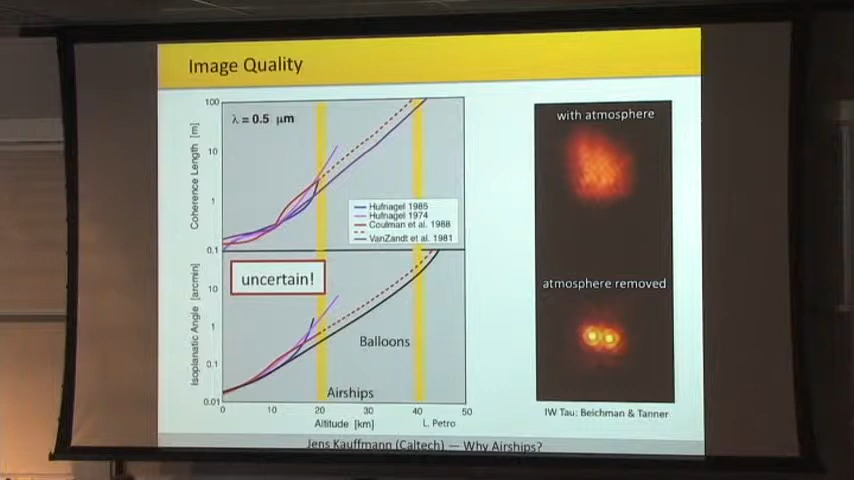 Image Quality
100
λ = 0.5 μm
10
1
0.1
Coherence Length [m]
Hufnagel 1985
Hufnagel 1974
Coulman et al. 1988
VanZandt et al. 1981
uncertain!
10
1
0.1
0.01
Isoplanatic Angle [arcmin]
Balloons
Airships
0 10 20 30 40 50
Altitude [km]
L. Petro
with atmosphere
atmosphere removed
IW Tau: Beichman & Tanner
Jens Kauffmann (Caltech) — Why Airships?